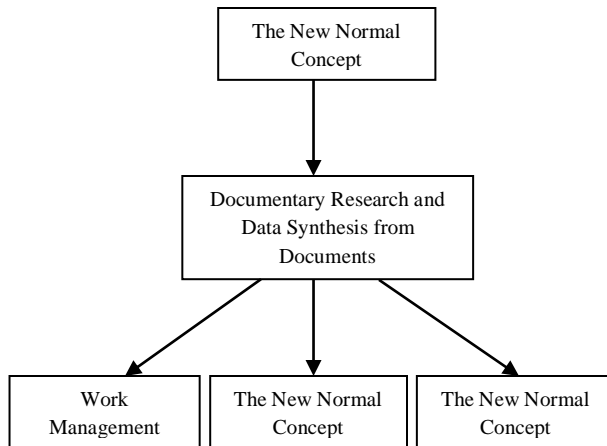 The New Normal
Concept
Documentary Research and
Data Synthesis from
Documents
Work
Management
The New Normal
Concept
The New Normal
Concept